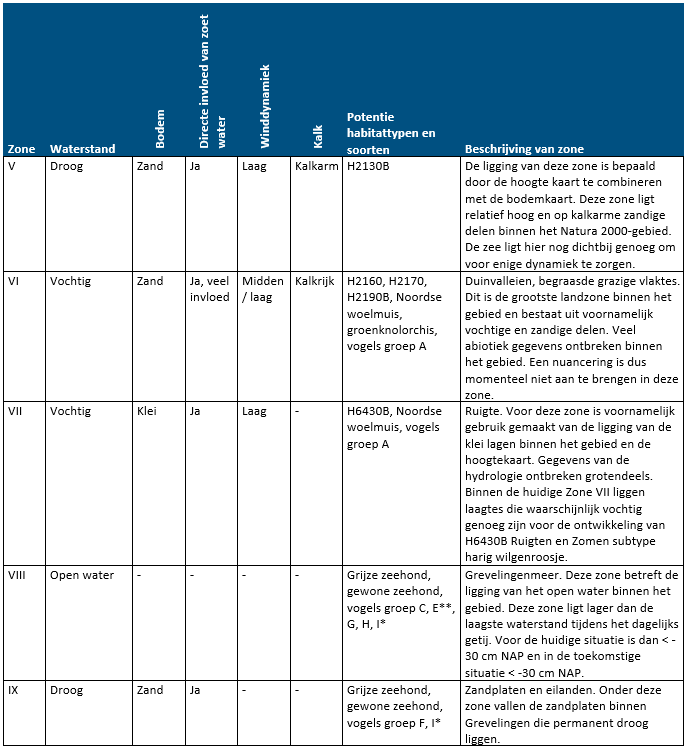 Zone Waterstand Bodem Directe invloed van zoet water Winddynamiek Kalk Potentie habitattypen en soorten Beschrijving van zone
V Droog Zand Ja Laag Kalkarm H2130B De ligging van deze zone is bepaald
door de hoogte kaart te combineren
met de bodemkaart. Deze zone ligt
relatief hoog en op kalkarme zandige
delen binnen het Natura 2000-gebied.
De zee ligt hier nog dichtbij genoeg om
voor enige dynamiek te zorgen.
VI Vochtig Zand Ja, veel Midden Kalkrijk H2160, H2170, Duinvalleien, begraasde grazige vlaktes.
invloed / laag H2190B, Noordse Dit is de grootste landzone binnen het
woelmuis, gebied en bestaat uit voornamelijk
groenknolorchis, vochtige en zandige delen. Veel
vogels groep A abiotiek gegevens ontbreken binnen
het gebied. Een nuancering is dus
momenteel niet aan te brengen in deze
zone.
VII Vochtig Klei Ja Laag - H6430B, Noordse Ruigte. Voor deze zone is voornamelijk
woelmuis, vogels gebruik gemaakt van de ligging van de
groep A klei lagen binnen het gebied en de
hoogtekaart. Gegevens van de
hydrologie ontbreken grotendeels.
Binnen de huidige Zone VII liggen
laagtes die waarschijnlijk vochtig
genoeg zijn voor de ontwikkeling van
H6430B Ruigten en Zomen subtype
harig wilgenroosje.
VIII Open water - - - - Grijze zeehond, Grevelingenmeer. Deze zone betreft de
gewone zeehond, ligging van het open water binnen het
vogels groep C, E**, gebied. Deze zone ligt lager dan de
G, H, I* laagste waterstand tijdens het dagelijks
getij. Voor de huidige situatie is dan < -
30 cm NAP en in de toekomstige
situatie < -30 cm NAP.
IX Droog Zand Ja - - Grijze zeehond, Zandplaten en eilanden. Onder deze
gewone zeehond, zone vallen de zandplaten binnen
vogels groep F, I* Grevelingen die permanent droog
liggen.